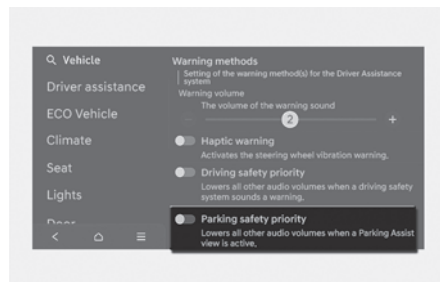 Vehicle
Driver assistance
ECO Vehicle
Climate
Seat
Lights
Door
Warning methods
Setting of the warning method(s) for the Driver Assistance
system
Warning volume
The volume of the warning sound
− 2 +
Haptic warning
Activates the steering wheel vibration warning.
Driving safety priority
Lowers all other audio volumes when a driving safety
system sounds a warning.
Parking safety priority
Lowers all other audio volumes when a Parking Assist
view is active.